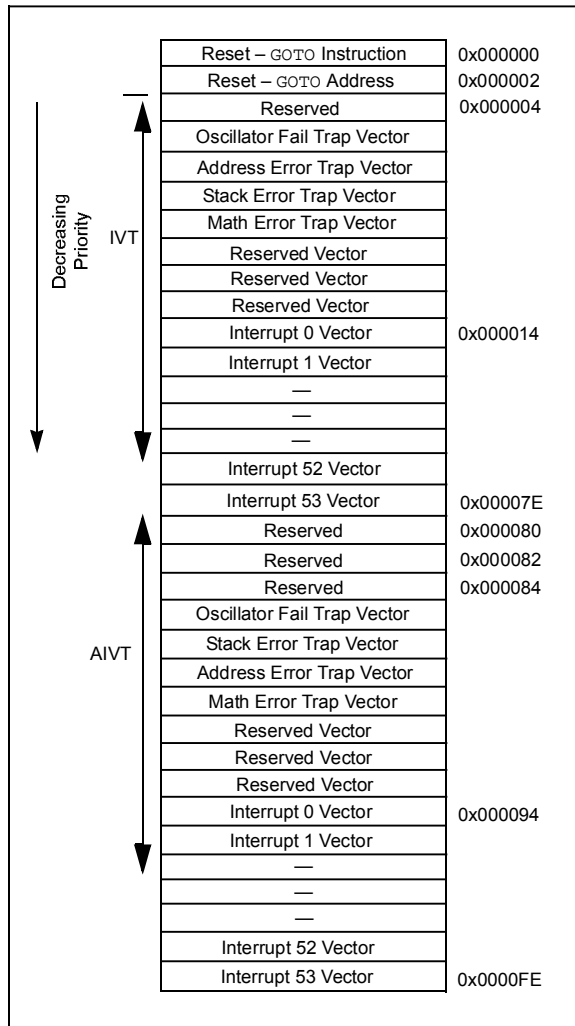 Reset – GOTO Instruction 0x000000
Reset – GOTO Address 0x000002
Reserved 0x000004
Oscillator Fail Trap Vector
Address Error Trap Vector
Stack Error Trap Vector
Math Error Trap Vector
Decreasing
Priority
IVT
Reserved Vector
Reserved Vector
Reserved Vector
Interrupt 0 Vector 0x000014
Interrupt 1 Vector
—
—
—
Interrupt 52 Vector
Interrupt 53 Vector 0x00007E
Reserved 0x000080
Reserved 0x000082
Reserved 0x000084
Oscillator Fail Trap Vector
Stack Error Trap Vector
AIVT
Address Error Trap Vector
Math Error Trap Vector
Reserved Vector
Reserved Vector
Reserved Vector
Interrupt 0 Vector 0x000094
Interrupt 1 Vector
—
—
—
Interrupt 52 Vector
Interrupt 53 Vector 0x0000FE